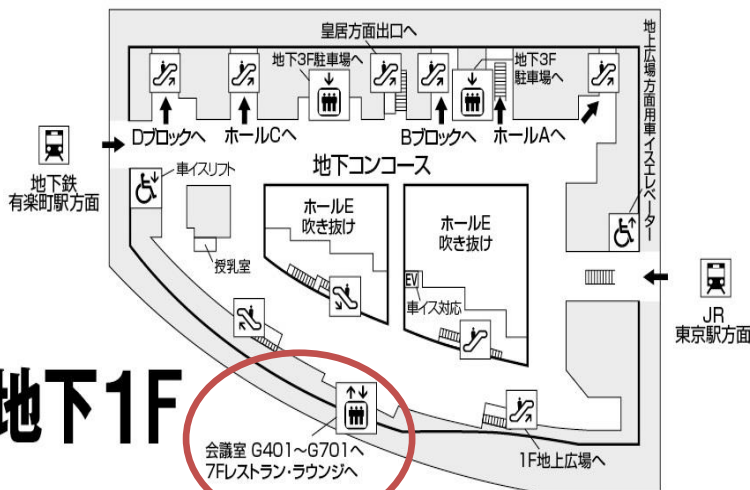 皇居方面出口へ
地下3F駐車場へ
地下3F
駐車場へ
地上広場方面用車イスエレベーター
Dブロックへ
ホールCへ
Bブロックへ
ホールAへ
地下鉄
有楽町駅方面
車イスリフト
地下コンコース
ホールE
吹き抜け
ホールE
吹き抜け
授乳室
EV
車イス対応
JR
東京駅方面
地下1F
会議室 G401～G701へ
7Fレストラン・ラウンジへ
1F地上広場へ